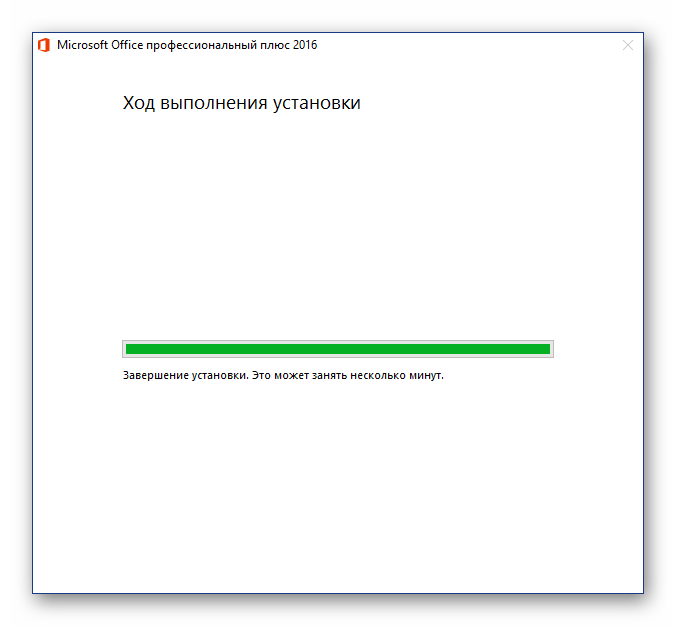 Microsoft Office профессиональный плюс 2016
Ход выполнения установки
Завершение установки. Это может занять несколько минут.